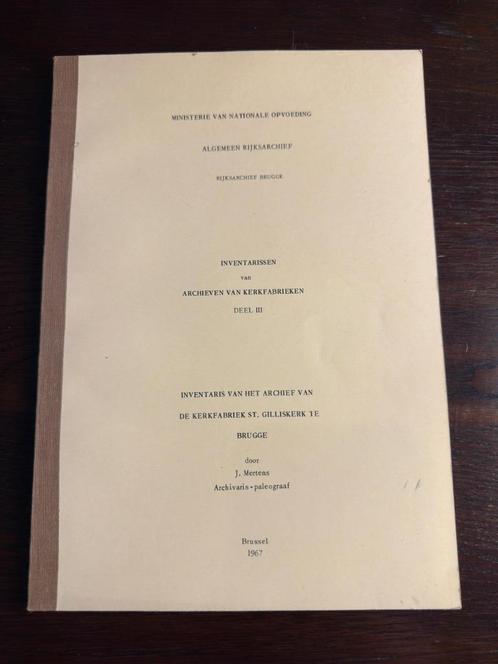 MINISTERIE VAN NATIONALE OPVOEDING
ALGEMEEN RIJKSARCHIEF
RIJKSARCHIEF BRUGGE
INVENTARISSEN
van
ARCHIEVEN VAN KERKFABRIEKEN
DEEL III
INVENTARIS VAN HET ARCHIEF VAN
DE KERKFABRIEK ST. GILLISKERK TE
BRUGGE
door
J. Mertens
Archivaris-paleograaf
Brussel
1967